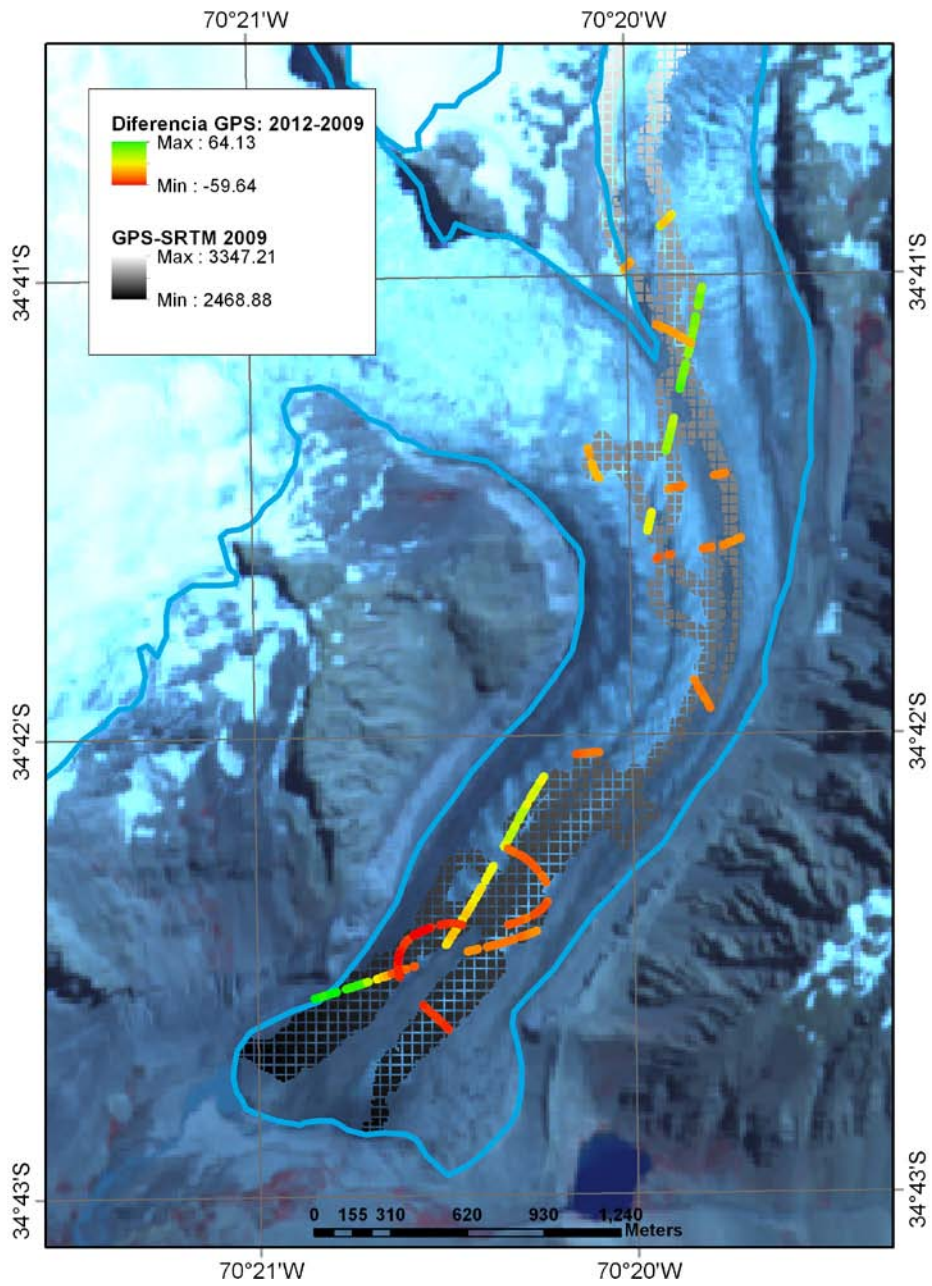 70°21'W 70°20'W
Diferencia GPS: 2012-2009
Max : 64.13
Min : -59.64
GPS-SRTM 2009
Max : 3347.21
Min : 2468.88
34°41'S 34°41'S
34°42'S 34°42'S
34°43'S 34°43'S
0 155 310 620 930 1,240
Meters
70°21'W 70°20'W